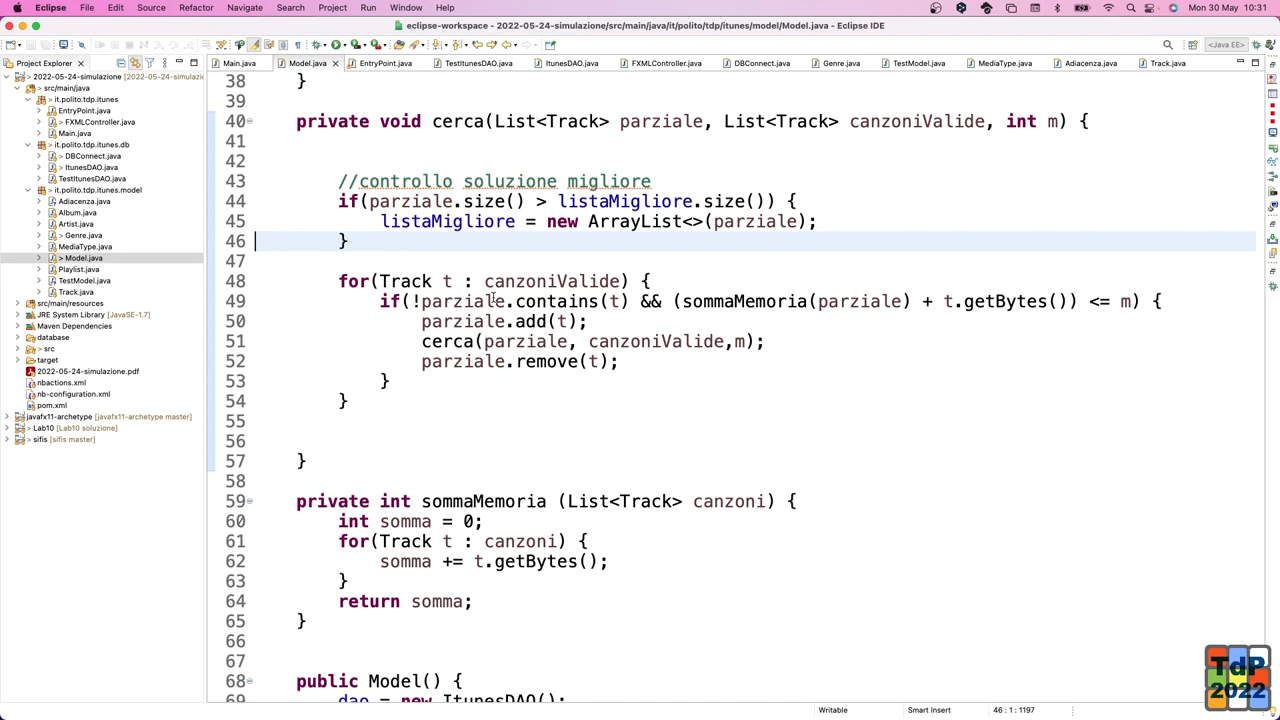 Eclipse File Edit Source Refactor Navigate Search Project Run Window Help Mon 30 May 10:31
eclipse-workspace - 2022-05-24-simulazione/src/main/java/it/polito/tdp/itunes/model/Model.java - Eclipse IDE
<Java EE>
Project Explorer
Main.java Model.java EntryPoint.java TestItunesDAO.java ItunesDAO.java FXMLController.java DBConnect.java Genre.java TestModel.java MediaType.java Adiacenza.java Track.java
2022-05-24-simulazione [2022-05-24-simulazi
src/main/java
it.polito.tdp.itunes
EntryPoint.java
> FXMLController.java
Main.java
> it.polito.tdp.itunes.db
> DBConnect.java
> ItunesDAO.java
TestItunesDAO.java
> it.polito.tdp.itunes.model
Adiacenza.java
Album.java
Artist.java
> Genre.java
MediaType.java
> Model.java
Playlist.java
TestModel.java
Track.java
src/main/resources
JRE System Library [JavaSE-1.7]
Maven Dependencies
database
> src
target
2022-05-24-simulazione.pdf
nbactions.xml
nb-configuration.xml
pom.xml
javafx11-archetype [javafx11-archetype master]
> Lab10 [Lab10 soluzione]
> sifis [sifis master]
38 }
39
40 private void cerca(List<Track> parziale, List<Track> canzoniValide, int m) {
41
42
43 //controllo soluzione migliore
44 if(parziale.size() > listaMigliore.size()) {
45 listaMigliore = new ArrayList<>(parziale);
46 }
47
48 for(Track t : canzoniValide) {
49 if(!parziale.contains(t) && (sommaMemoria(parziale) + t.getBytes()) <= m) {
50 parziale.add(t);
51 cerca(parziale, canzoniValide,m);
52 parziale.remove(t);
53 }
54 }
55
56
57 }
58
59 private int sommaMemoria (List<Track> canzoni) {
60 int somma = 0;
61 for(Track t : canzoni) {
62 somma += t.getBytes();
63 }
64 return somma;
65 }
66
67
68 public Model() {
69 dao = new ItunesDAO();
Writable Smart Insert 46 : 1 : 1197
TdP
2022